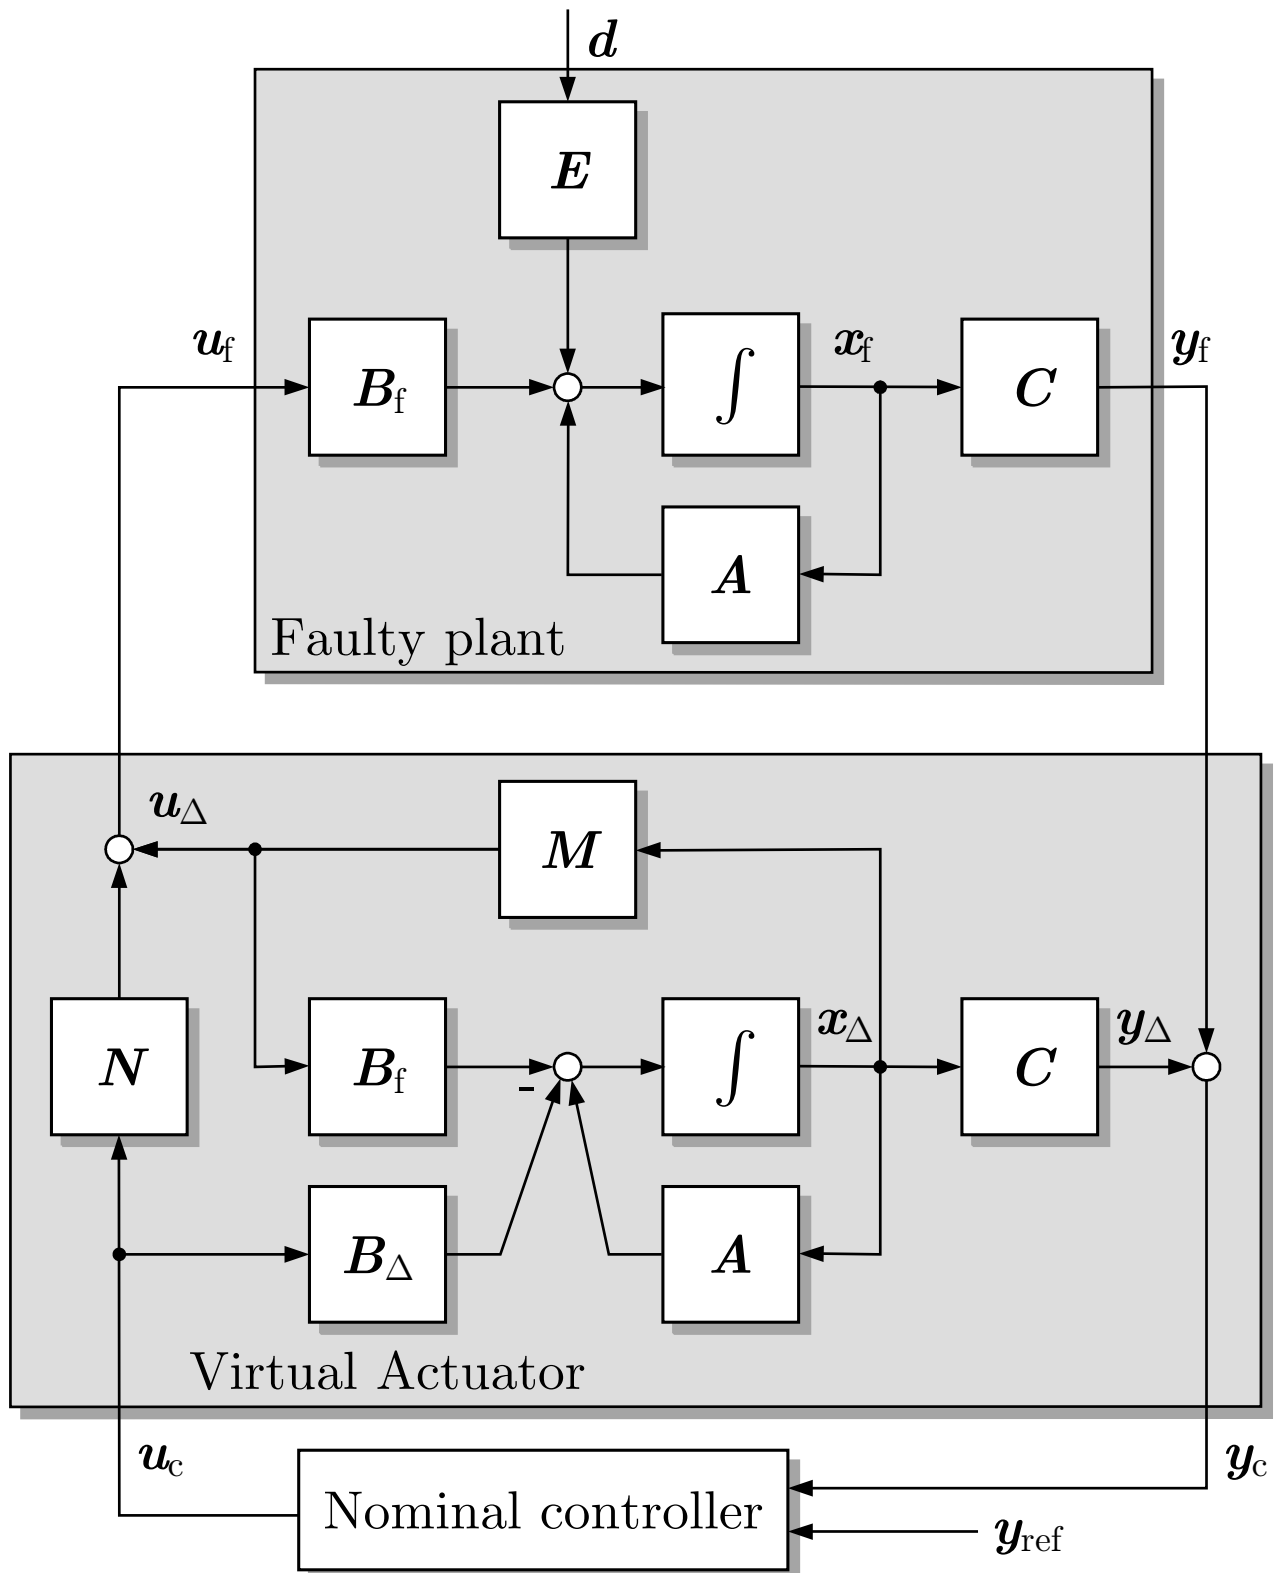 d
E
u_f
B_f
∫
x_f
C
y_f
A
Faulty plant
u_Δ
M
N
B_f
-
∫
x_Δ
C
y_Δ
B_Δ
A
Virtual Actuator
u_c
Nominal controller
y_c
y_ref